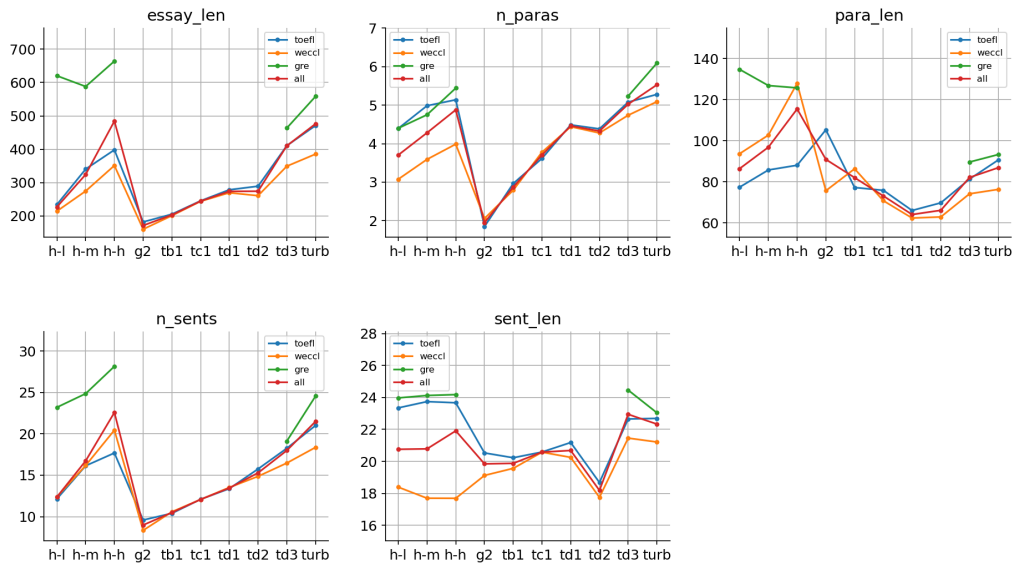 essay_len
700
600
500
400
300
200
h-l h-m h-h g2 tb1 tc1 td1 td2 td3 turb
toefl
weccl
gre
all
n_paras
7
6
5
4
3
2
h-l h-m h-h g2 tb1 tc1 td1 td2 td3 turb
toefl
weccl
gre
all
para_len
140
120
100
80
60
h-l h-m h-h g2 tb1 tc1 td1 td2 td3 turb
toefl
weccl
gre
all
n_sents
30
25
20
15
10
h-l h-m h-h g2 tb1 tc1 td1 td2 td3 turb
toefl
weccl
gre
all
sent_len
28
26
24
22
20
18
16
h-l h-m h-h g2 tb1 tc1 td1 td2 td3 turb
toefl
weccl
gre
all